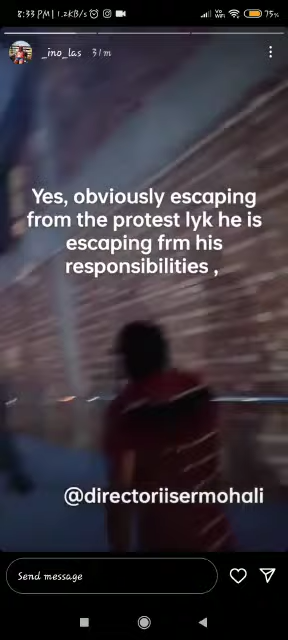 8:33 PM | 1.2KB/s
75%
_ino_las 31m
Yes, obviously escaping
from the protest lyk he is
escaping frm his
responsibilities ,
@directoriisermohali
Send message